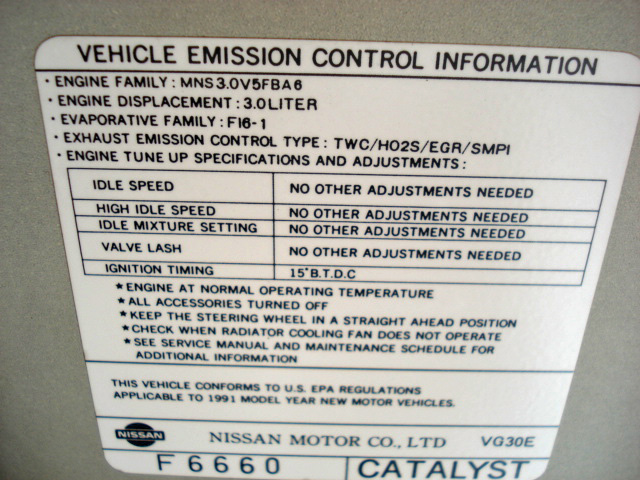 VEHICLE EMISSION CONTROL INFORMATION
· ENGINE FAMILY: MNS3.0V5FBA6
· ENGINE DISPLACEMENT: 3.0LITER
· EVAPORATIVE FAMILY: FI6-1
· EXHAUST EMISSION CONTROL TYPE: TWC/HO2S/EGR/SMPI
· ENGINE TUNE UP SPECIFICATIONS AND ADJUSTMENTS:
IDLE SPEED NO OTHER ADJUSTMENTS NEEDED
HIGH IDLE SPEED NO OTHER ADJUSTMENTS NEEDED
IDLE MIXTURE SETTING NO OTHER ADJUSTMENTS NEEDED
VALVE LASH NO OTHER ADJUSTMENTS NEEDED
IGNITION TIMING 15°B.T.D.C
★ENGINE AT NORMAL OPERATING TEMPERATURE
★ALL ACCESSORIES TURNED OFF
★KEEP THE STEERING WHEEL IN A STRAIGHT AHEAD POSITION
★CHECK WHEN RADIATOR COOLING FAN DOES NOT OPERATE
★SEE SERVICE MANUAL AND MAINTENANCE SCHEDULE FOR
ADDITIONAL INFORMATION
THIS VEHICLE CONFORMS TO U.S. EPA REGULATIONS
APPLICABLE TO 1991 MODEL YEAR NEW MOTOR VEHICLES.
NISSAN NISSAN MOTOR CO., LTD VG30E
F6660 CATALYST